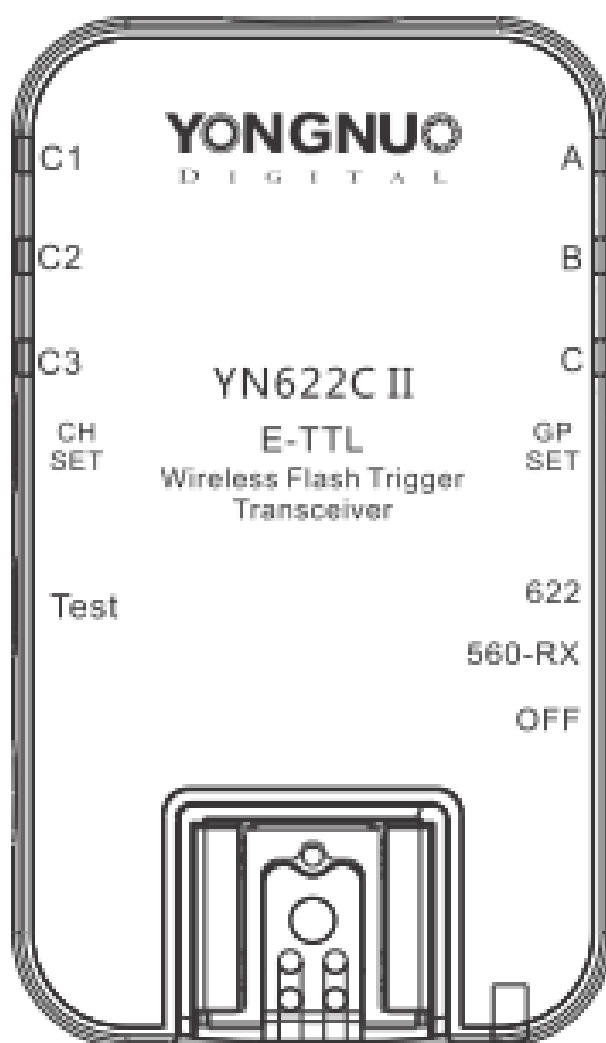 YONGNUO
DIGITAL
C1
A
C2
B
C3
C
YN622C II
CH
SET
E-TTL
GP
SET
Wireless Flash Trigger
Transceiver
Test
622
560-RX
OFF